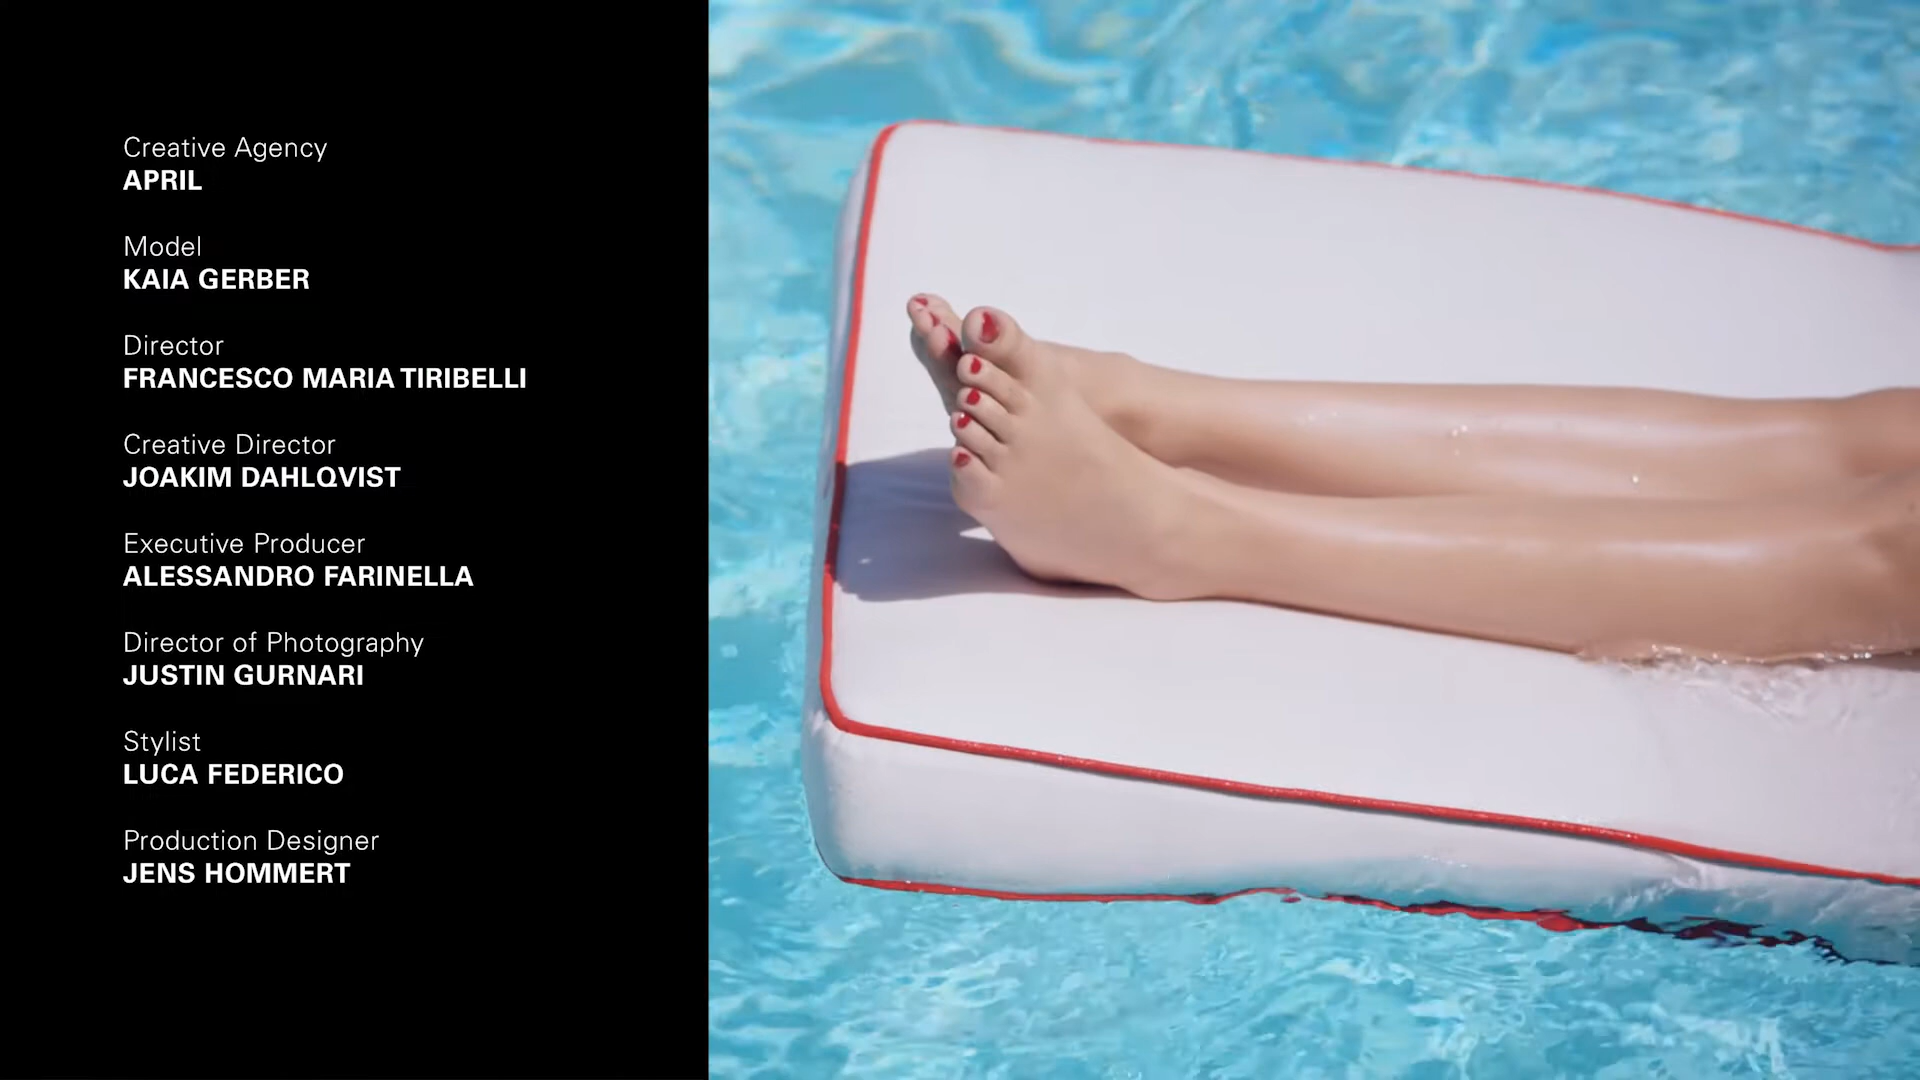 Creative Agency
APRIL
Model
KAIA GERBER
Director
FRANCESCO MARIA TIRIBELLI
Creative Director
JOAKIM DAHLQVIST
Executive Producer
ALESSANDRO FARINELLA
Director of Photography
JUSTIN GURNARI
Stylist
LUCA FEDERICO
Production Designer
JENS HOMMERT